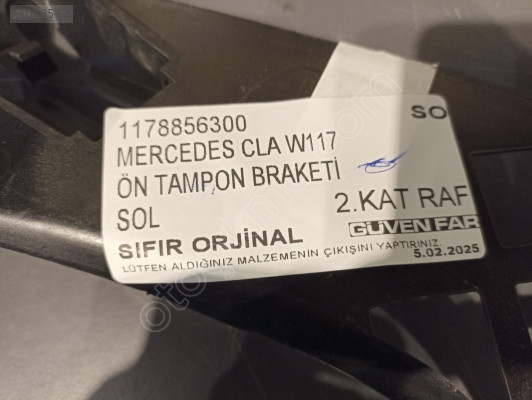 1178856300
SO
MERCEDES CLA W117
ÖN TAMPON BRAKETİ
SOL
2.KAT RAF
SIFIR ORJİNAL
GÜVEN FAR
LÜTFEN ALDIĞINIZ MALZEMENİN ÇIKIŞINI YAPTIRINIZ.
5.02.2025